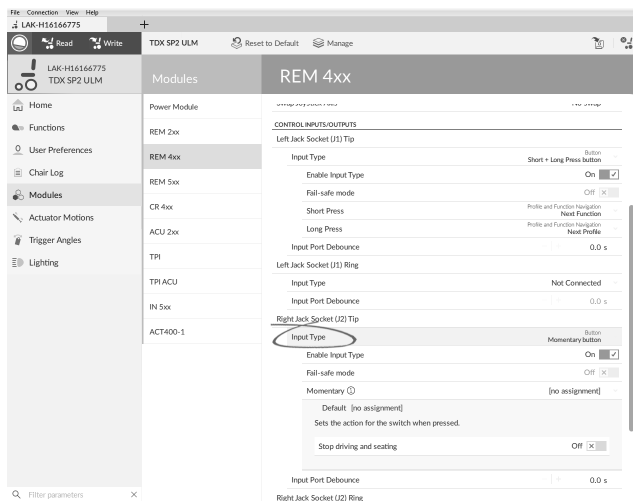 File Connection View Help
LAK-H16166775
Read Write TDX SP2 ULM Reset to Default Manage
LAK-H16166775
TDX SP2 ULM
Modules
REM 4xx
Home
Functions
User Preferences
Chair Log
Modules
Actuator Motions
Trigger Angles
Lighting
Power Module
REM 2xx
REM 4xx
REM 5xx
CR 4xx
ACU 2xx
TPI
TPI ACU
IN 5xx
ACT400-1
CONTROL INPUTS/OUTPUTS
Left Jack Socket (J1) Tip
Input Type Button
Short + Long Press button
Enable Input Type On
Fail-safe mode Off
Short Press Profile and Function Navigation
Next Function
Long Press Profile and Function Navigation
Next Profile
Input Port Debounce 0.0 s
Left Jack Socket (J1) Ring
Input Type Not Connected
Input Port Debounce 0.0 s
Right Jack Socket (J2) Tip
Input Type Button
Momentary button
Enable Input Type On
Fail-safe mode Off
Momentary [no assignment]
Default [no assignment]
Sets the action for the switch when pressed.
Stop driving and seating Off
Input Port Debounce 0.0 s
Right Jack Socket (J2) Ring
Filter parameters